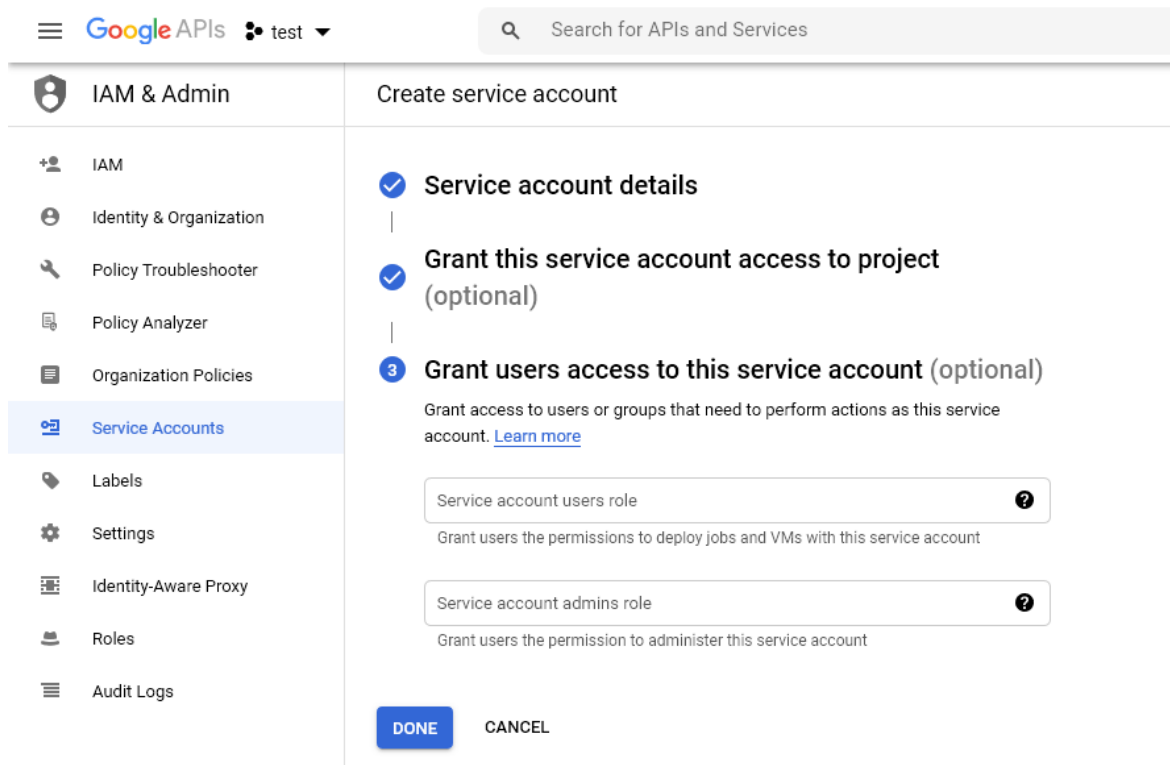 Google APIs test Search for APIs and Services
IAM & Admin
Create service account
IAM
Identity & Organization
Policy Troubleshooter
Policy Analyzer
Organization Policies
Service Accounts
Labels
Settings
Identity-Aware Proxy
Roles
Audit Logs
Service account details
Grant this service account access to project
(optional)
3 Grant users access to this service account (optional)
Grant access to users or groups that need to perform actions as this service
account. Learn more
Service account users role ?
Grant users the permissions to deploy jobs and VMs with this service account
Service account admins role ?
Grant users the permission to administer this service account
DONE CANCEL